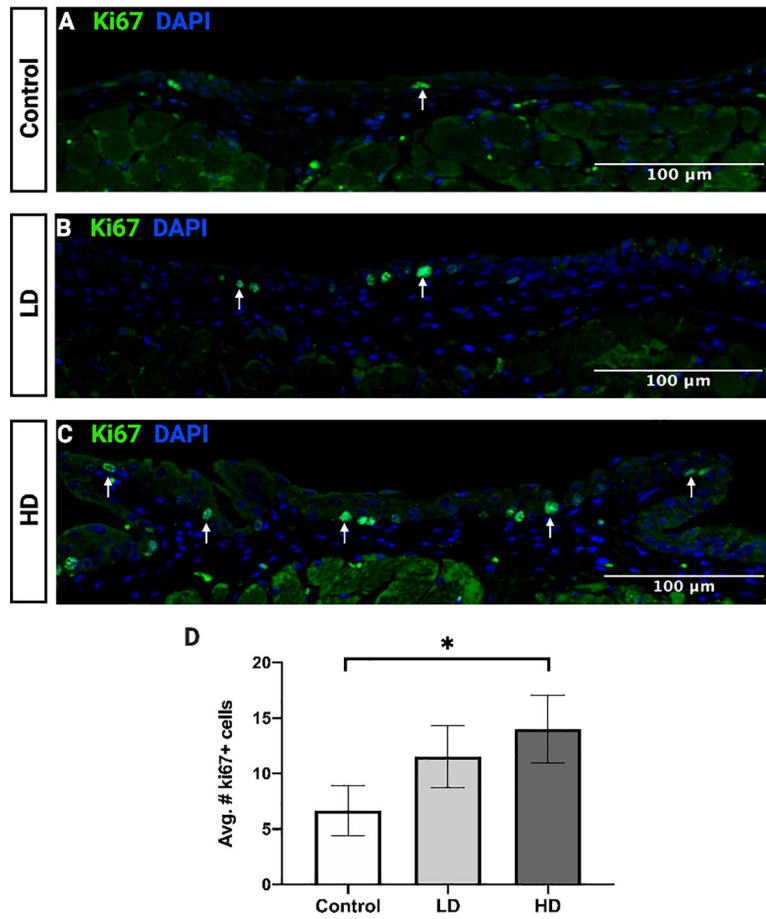 A Ki67 DAPI
Control
100 µm
B Ki67 DAPI
LD
100 µm
C Ki67 DAPI
HD
100 µm
D
*
20
15
10
5
0
Avg. # ki67+ cells
Control LD HD